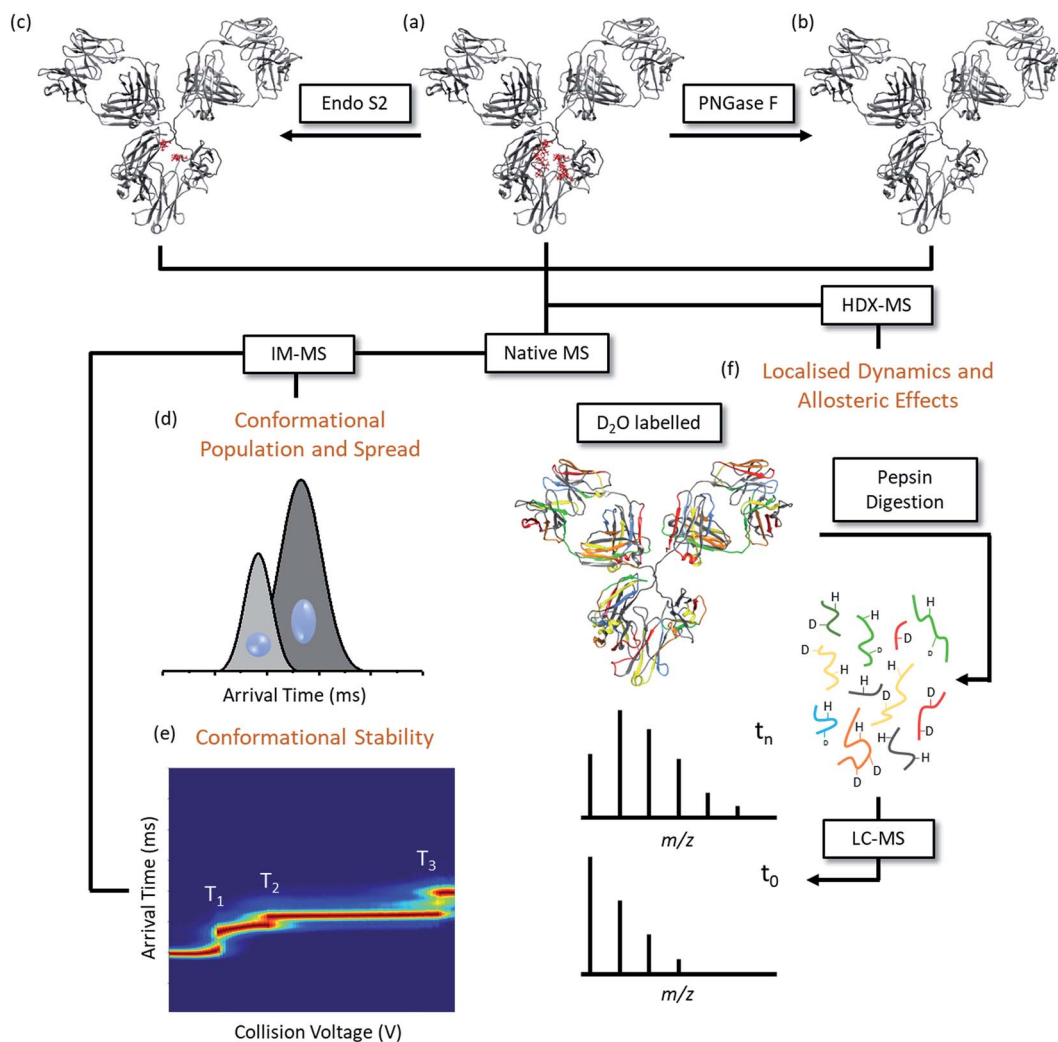 (c)
(a)
(b)
Endo S2
PNGase F
HDX-MS
IM-MS
Native MS
(f)
Localised Dynamics and
Allosteric Effects
(d)
Conformational
Population and Spread
D₂O labelled
Pepsin
Digestion
H
H
H
D
D
D
D
H
H
D
H
D
D
H
D
H
D
D
Arrival Time (ms)
(e)
Conformational Stability
tₙ
m/z
LC-MS
t₀
m/z
T₁
T₂
T₃
Arrival Time (ms)
Collision Voltage (V)